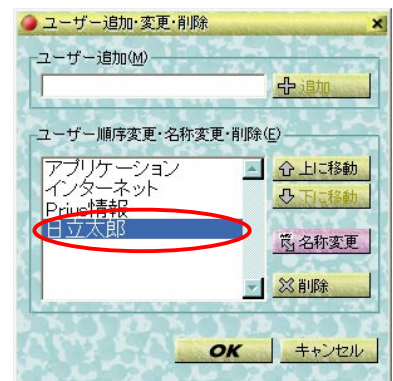 ユーザー追加・変更・削除
ユーザー追加(M)
追加
ユーザー順序変更・名称変更・削除(E)
アプリケーション
インターネット
Prius情報
日立太郎
上に移動
下に移動
名称変更
削除
OK
キャンセル